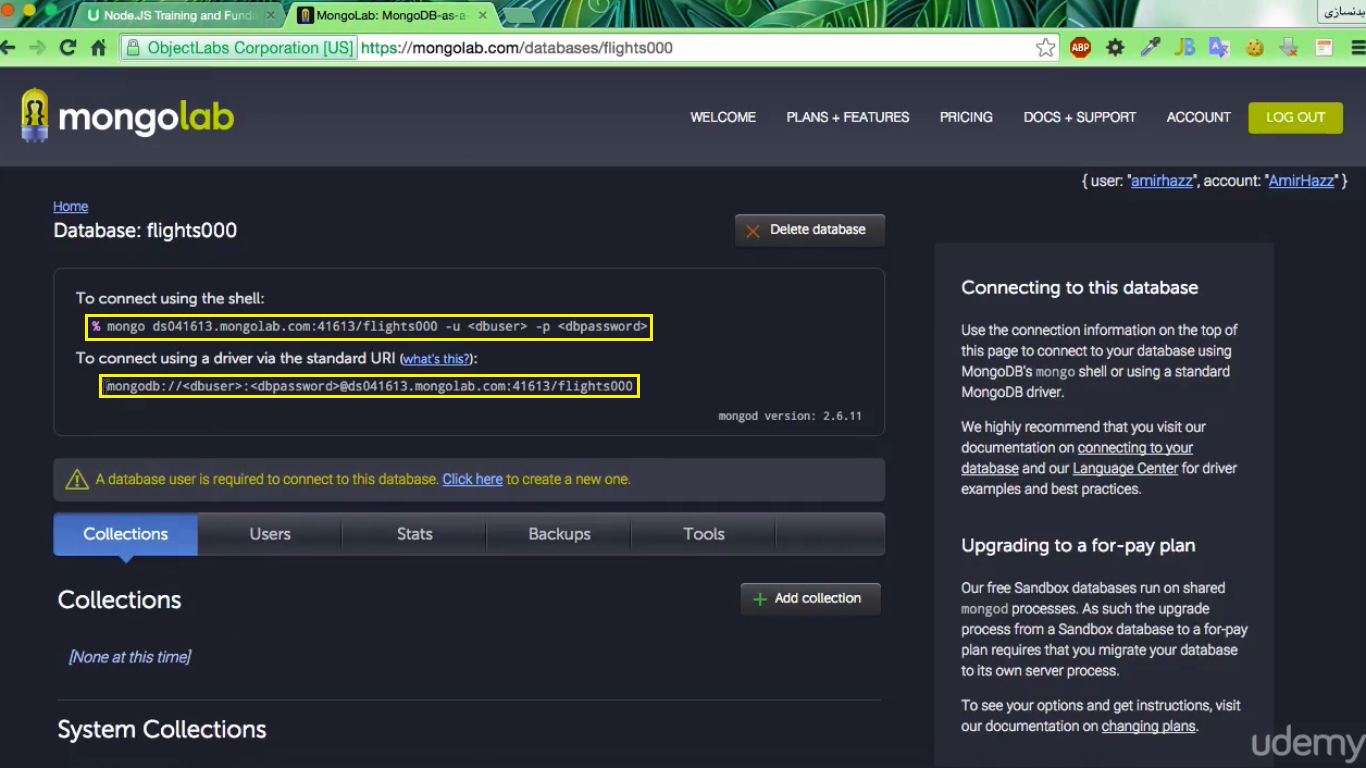 Node.JS Training and Fund
MongoLab: MongoDB-as-a-
بدنسازی
ObjectLabs Corporation [US] https://mongolab.com/databases/flights000
ABP
JB
mongolab
WELCOME PLANS + FEATURES PRICING DOCS + SUPPORT ACCOUNT LOG OUT
{ user: "amirhazz", account: "AmirHazz" }
Home
Database: flights000
Delete database
To connect using the shell:
% mongo ds041613.mongolab.com:41613/flights000 -u <dbuser> -p <dbpassword>
To connect using a driver via the standard URI (what's this?):
mongodb://<dbuser>:<dbpassword>@ds041613.mongolab.com:41613/flights000
mongod version: 2.6.11
A database user is required to connect to this database. Click here to create a new one.
Collections Users Stats Backups Tools
Collections
Add collection
[None at this time]
System Collections
Connecting to this database
Use the connection information on the top of
this page to connect to your database using
MongoDB's mongo shell or using a standard
MongoDB driver.
We highly recommend that you visit our
documentation on connecting to your
database and our Language Center for driver
examples and best practices.
Upgrading to a for-pay plan
Our free Sandbox databases run on shared
mongod processes. As such the upgrade
process from a Sandbox database to a for-pay
plan requires that you migrate your database
to its own server process.
To see your options and get instructions, visit
our documentation on changing plans.
udemy